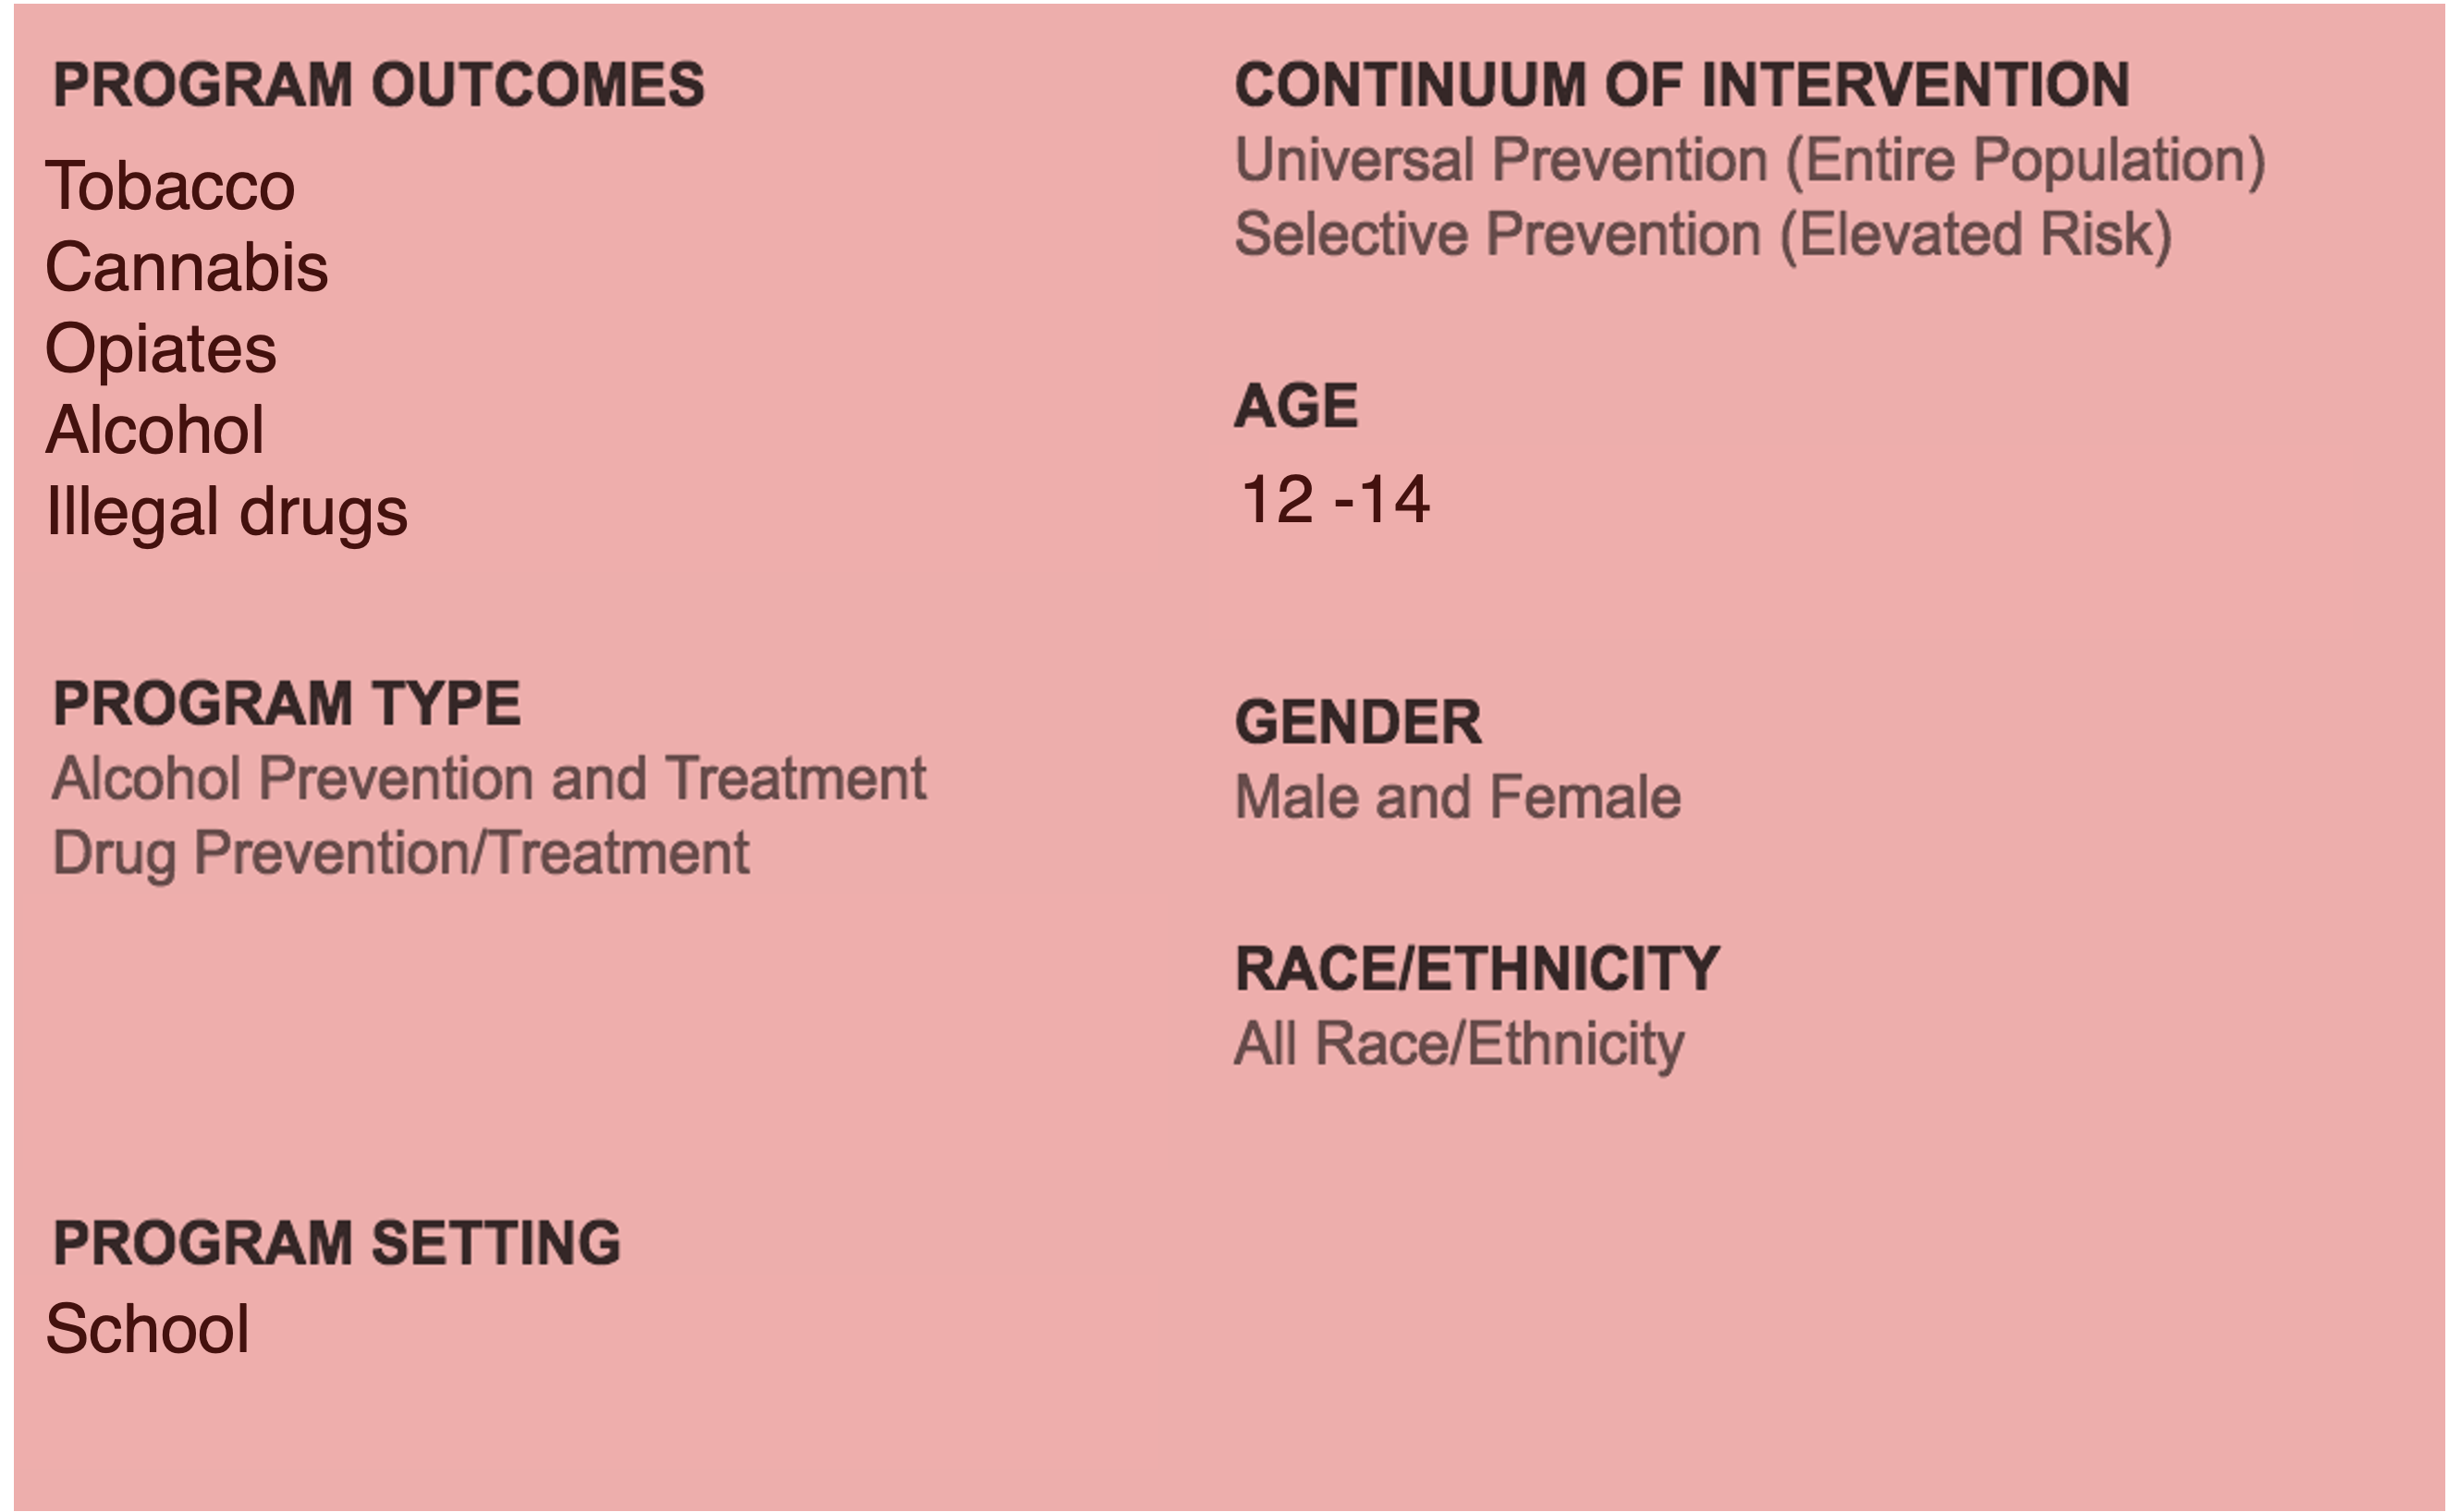 PROGRAM OUTCOMES
Tobacco
Cannabis
Opiates
Alcohol
Illegal drugs
PROGRAM TYPE
Alcohol Prevention and Treatment
Drug Prevention/Treatment
PROGRAM SETTING
School
CONTINUUM OF INTERVENTION
Universal Prevention (Entire Population)
Selective Prevention (Elevated Risk)
AGE
12 -14
GENDER
Male and Female
RACE/ETHNICITY
All Race/Ethnicity